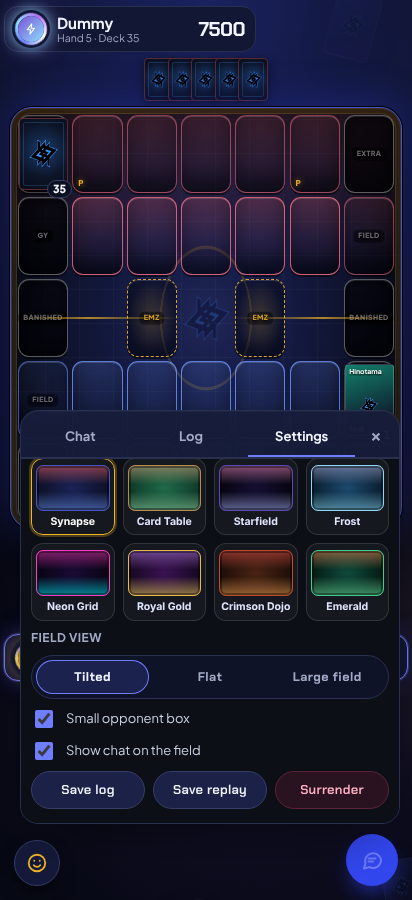 Dummy
Hand 5 · Deck 35
7500
35
P
P
EXTRA
GY
FIELD
BANISHED
EMZ
EMZ
BANISHED
FIELD
Hinotama
Chat
Log
Settings
×
Synapse
Card Table
Starfield
Frost
Neon Grid
Royal Gold
Crimson Dojo
Emerald
FIELD VIEW
Tilted
Flat
Large field
Small opponent box
Show chat on the field
Save log
Save replay
Surrender